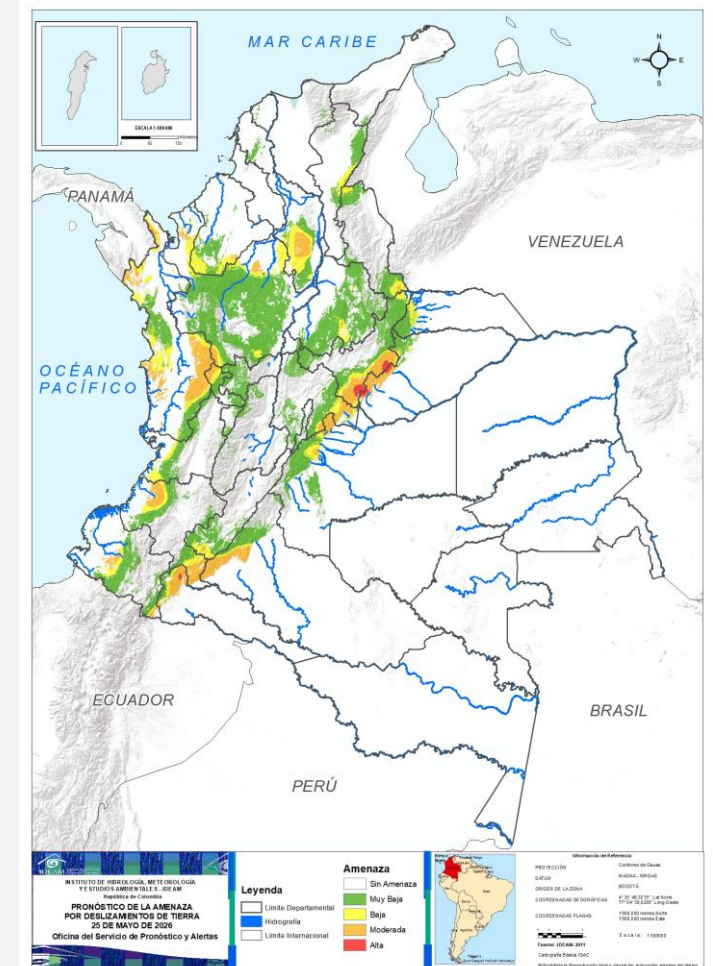 MAR CARIBE
N
W
E
S
PANAMÁ
VENEZUELA
OCÉANO
PACÍFICO
ECUADOR
BRASIL
PERÚ
IDEAM
INSTITUTO DE HIDROLOGÍA, METEOROLOGÍA
Y ESTUDIOS AMBIENTALES - IDEAM
República de Colombia
PRONÓSTICO DE LA AMENAZA
POR DESLIZAMIENTOS DE TIERRA
25 DE MAYO DE 2026
Oficina del Servicio de Pronóstico y Alertas
Leyenda
Límite Departamental
Hidrografía
Límite Internacional
Amenaza
Sin Amenaza
Muy Baja
Baja
Moderada
Alta
Información de Referencia
PROYECCIÓN
Conforme de Gauss
DATUM
MAGNA - SIRGAS
ORIGEN DE LA ZONA
BOGOTÁ
COORDENADAS GEOGRÁFICAS
COORDENADAS PLANAS
Fuente: IDEAM 2011
Cartografía Básica IGAC